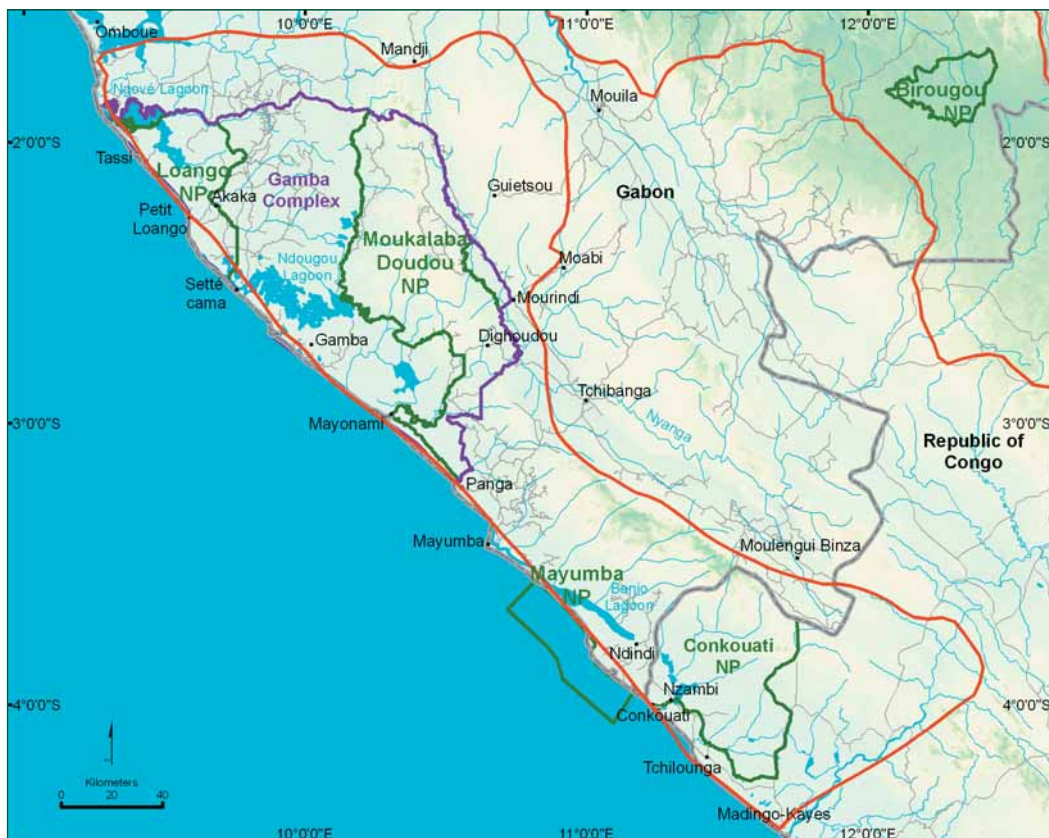 10°0'0"E
11°0'0"E
12°0'0"E
Omboue
Mandji
Birougou
NP
Ngové Lagoon
Mouila
2°0'0"S
2°0'0"S
Tassi
Loango
NP
Akaka
Gamba
Complex
Guietsou
Gabon
Petit
Loango
Moukalaba
Doudou
NP
Ndougou
Lagoon
Moabi
Setté
cama
Mourindi
Gamba
Dighoudou
Tchibanga
3°0'0"S
Mayonami
Nyanga
3°0'0"S
Republic of
Congo
Panga
Mayumba
Moulengui Binza
Mayumba
NP
Banio
Lagoon
Ndindi
Conkouati
NP
4°0'0"S
Nzambi
4°0'0"S
Conkouati
Tchilounga
Kilometers
0 20 40
Madingo-Kayes
10°0'0"E
11°0'0"E
12°0'0"E